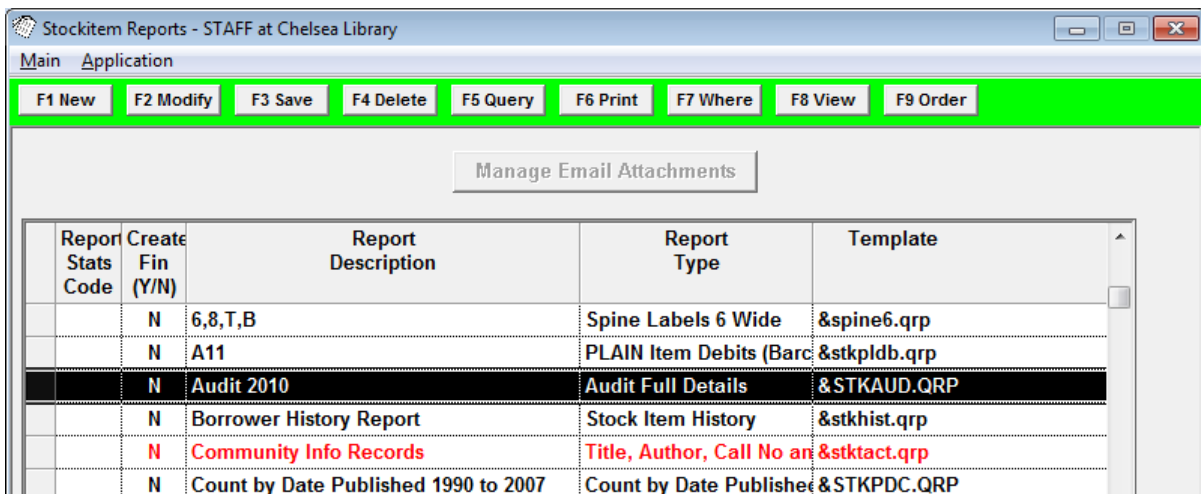 Stockitem Reports - STAFF at Chelsea Library
Main Application
F1 New F2 Modify F3 Save F4 Delete F5 Query F6 Print F7 Where F8 View F9 Order
Manage Email Attachments
Report Create Report Report Template
Stats Fin Description Type
Code (Y/N)
N 6,8,T,B Spine Labels 6 Wide &spine6.qrp
N A11 PLAIN Item Debits (Barc &stkpldb.qrp
N Audit 2010 Audit Full Details &STKAUD.QRP
N Borrower History Report Stock Item History &stkhist.qrp
N Community Info Records Title, Author, Call No an &stktact.qrp
N Count by Date Published 1990 to 2007 Count by Date Published &STKPDC.QRP